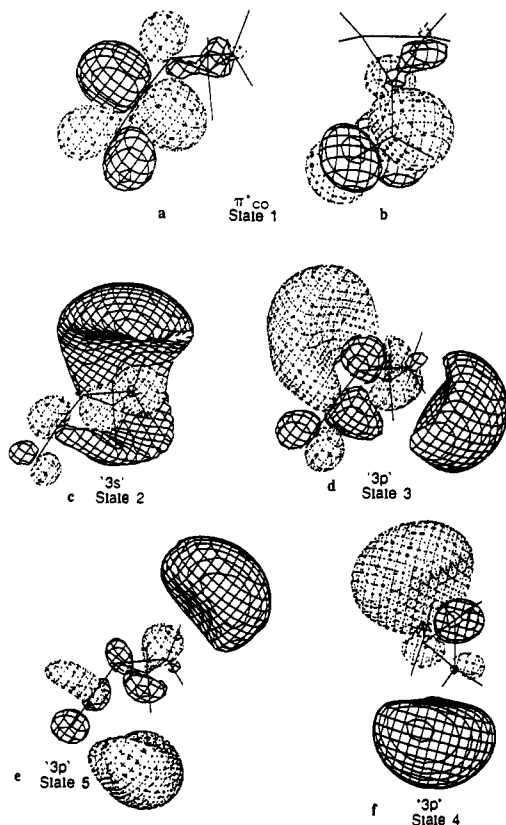 a
b
π*CO
State 1
c
'3s'
State 2
d
'3p'
State 3
e
'3p'
State 5
f
"3p"
State 4